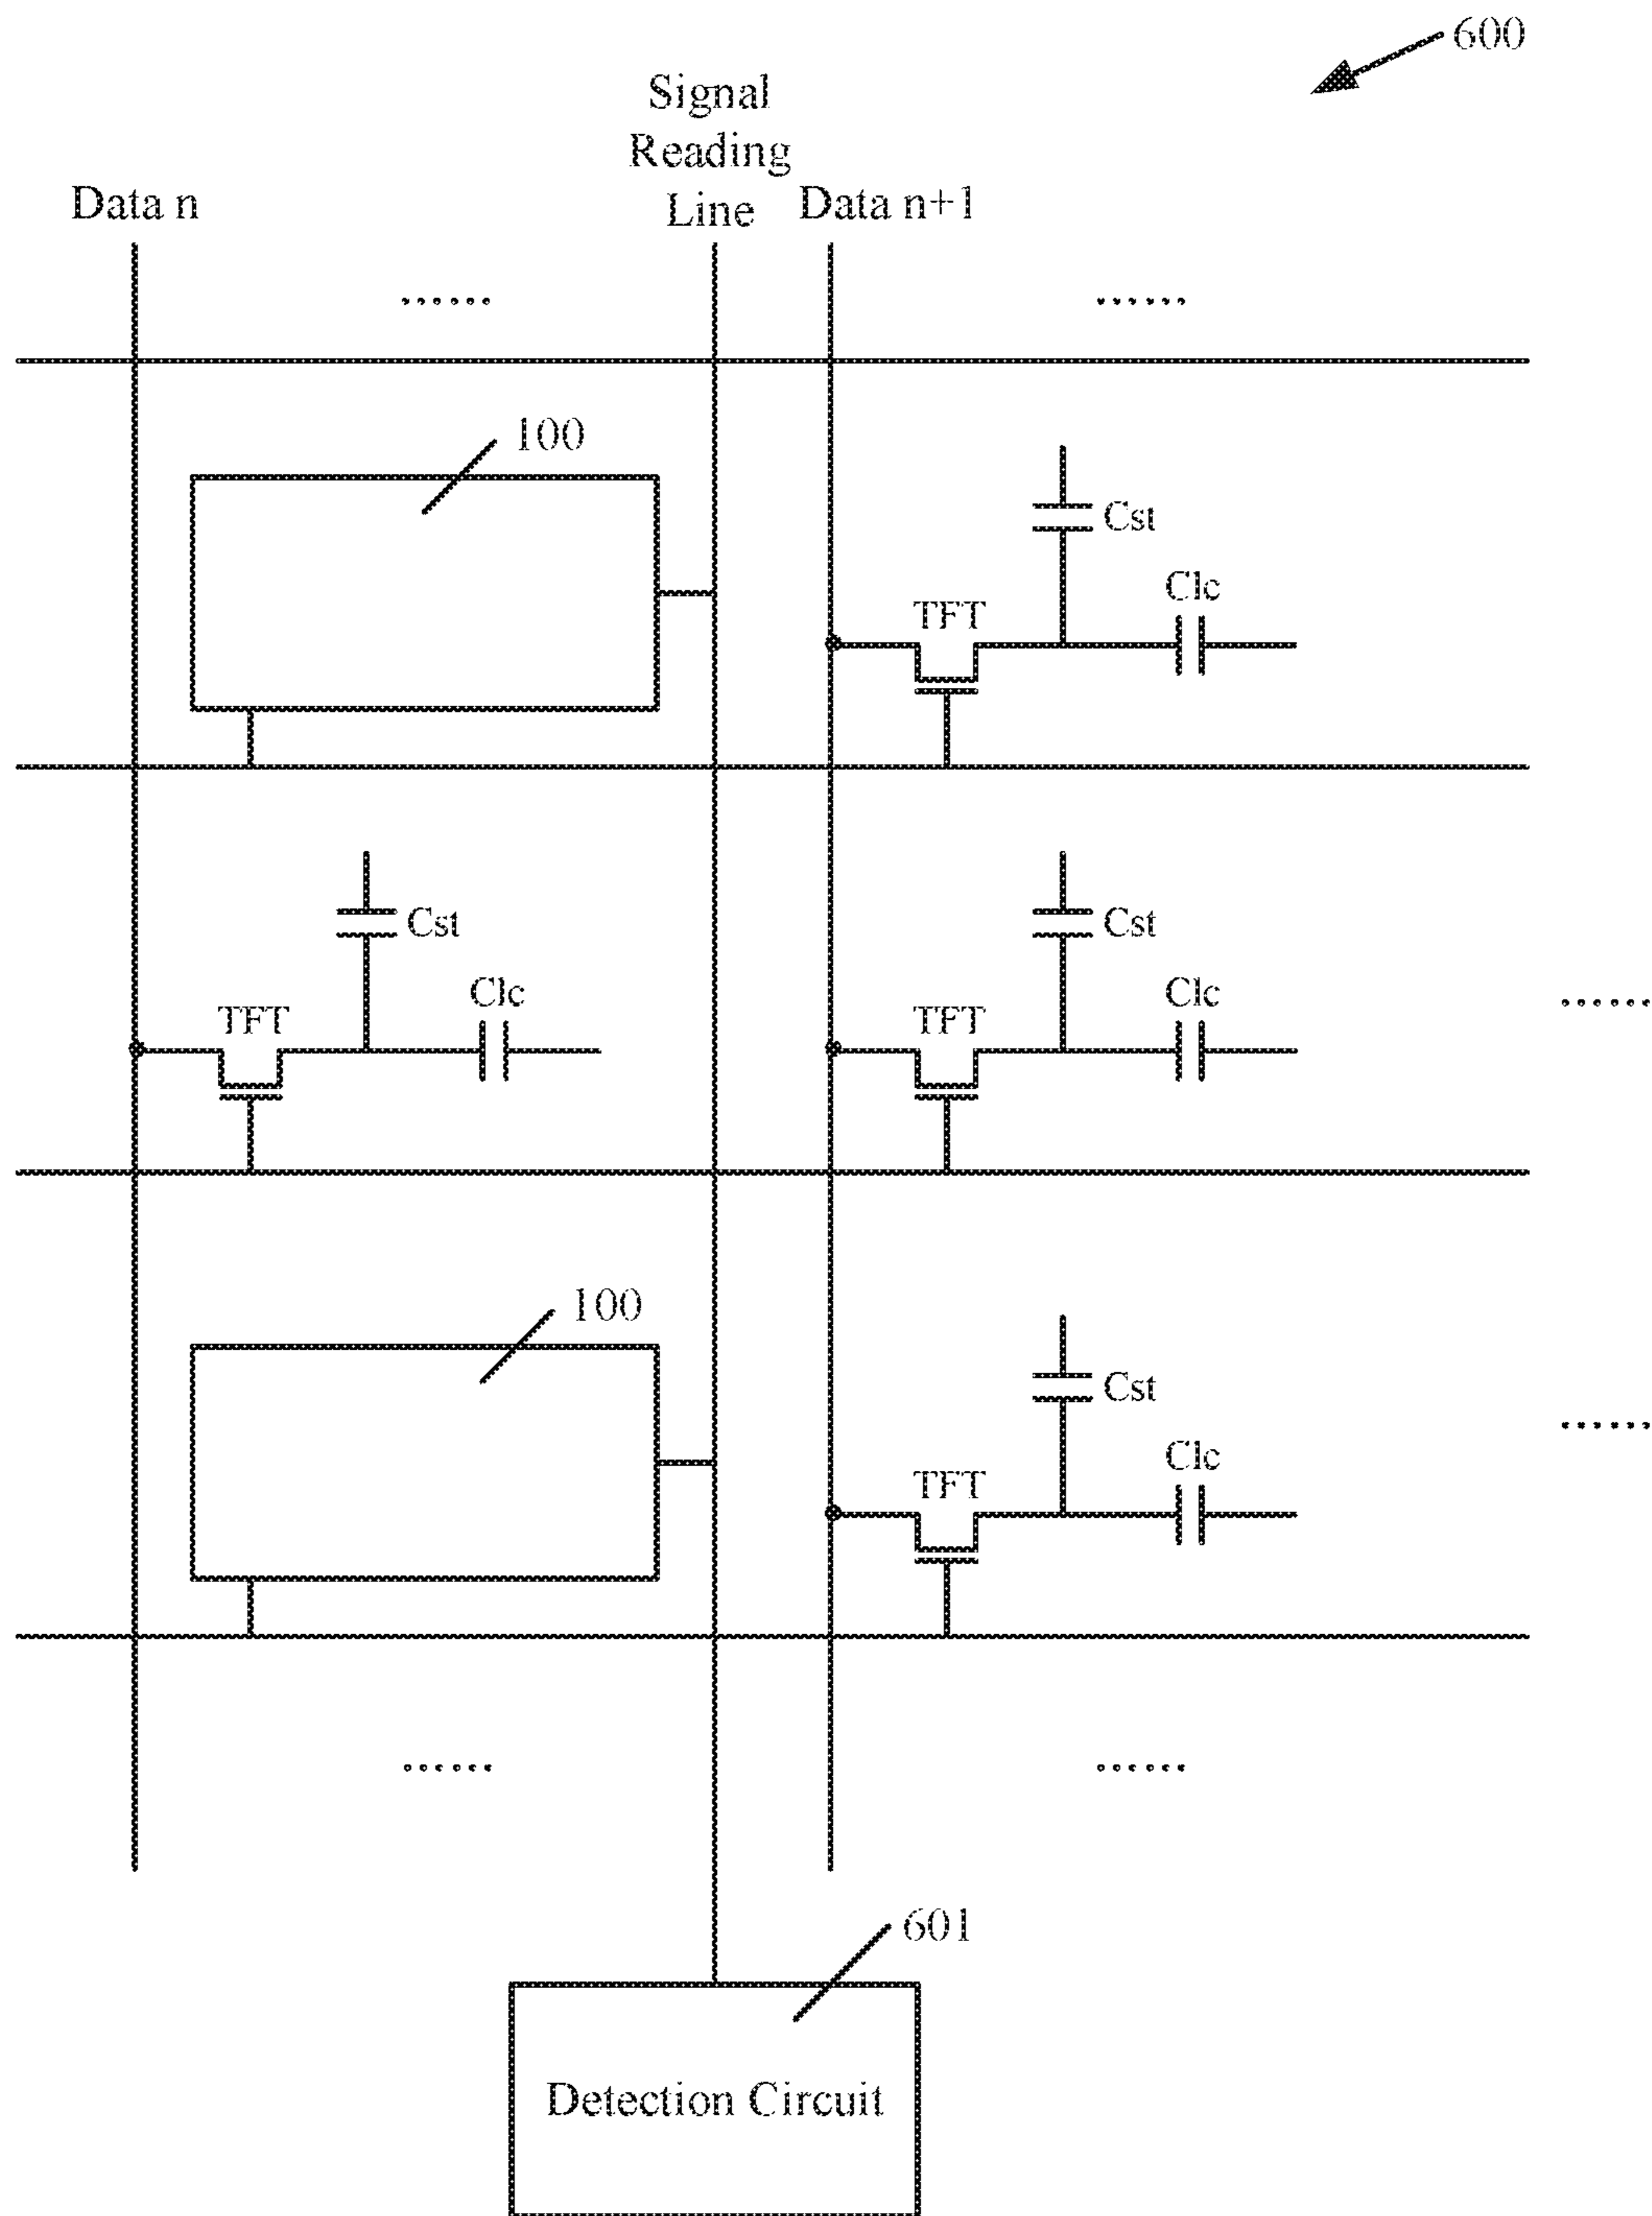 600
Signal
Reading
Line
Data n
Data n+1
......
......
100
Cst
Clc
TFT
Cst
Cst
Clc
Clc
TFT
TFT
......
100
Cst
......
Clc
TFT
......
......
601
Detection Circuit